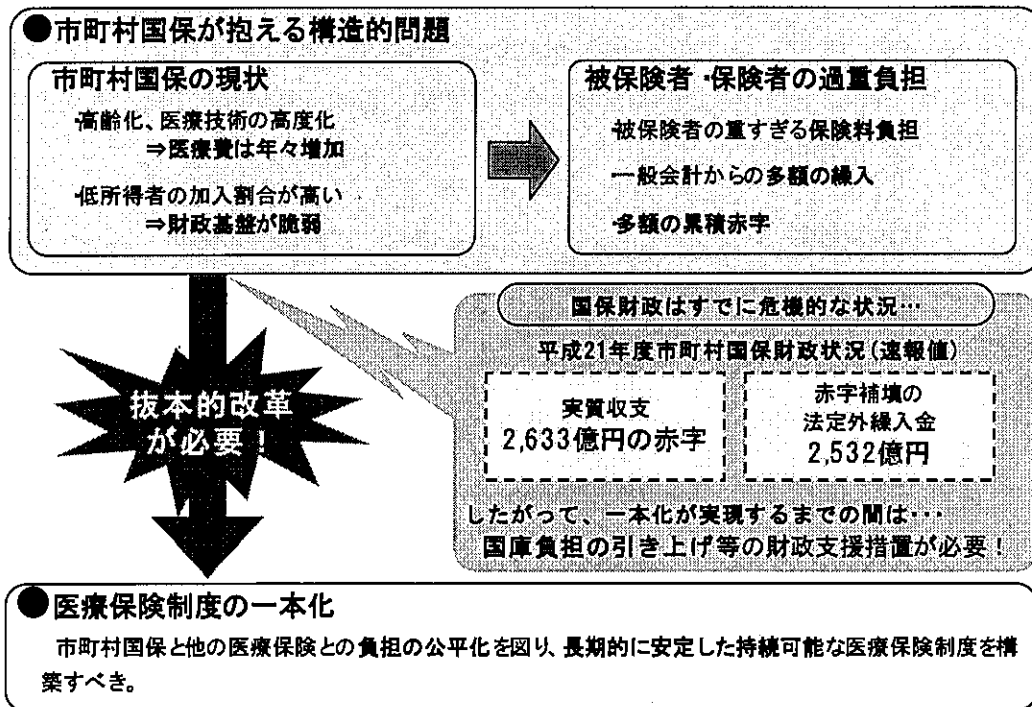 ●市町村国保が抱える構造的問題
市町村国保の現状
・高齢化、医療技術の高度化
⇒医療費は年々増加
・低所得者の加入割合が高い
⇒財政基盤が脆弱
被保険者・保険者の過重負担
・被保険者の重すぎる保険料負担
・一般会計からの多額の繰入
・多額の累積赤字
抜本的改革
が必要!
国保財政はすでに危機的な状況…
平成21年度市町村国保財政状況(速報値)
実質収支
2,633億円の赤字
赤字補填の
法定外繰入金
2,532億円
したがって、一本化が実現するまでの間は…
国庫負担の引き上げ等の財政支援措置が必要!
●医療保険制度の一本化
市町村国保と他の医療保険との負担の公平化を図り、長期的に安定した持続可能な医療保険制度を構
築すべき。